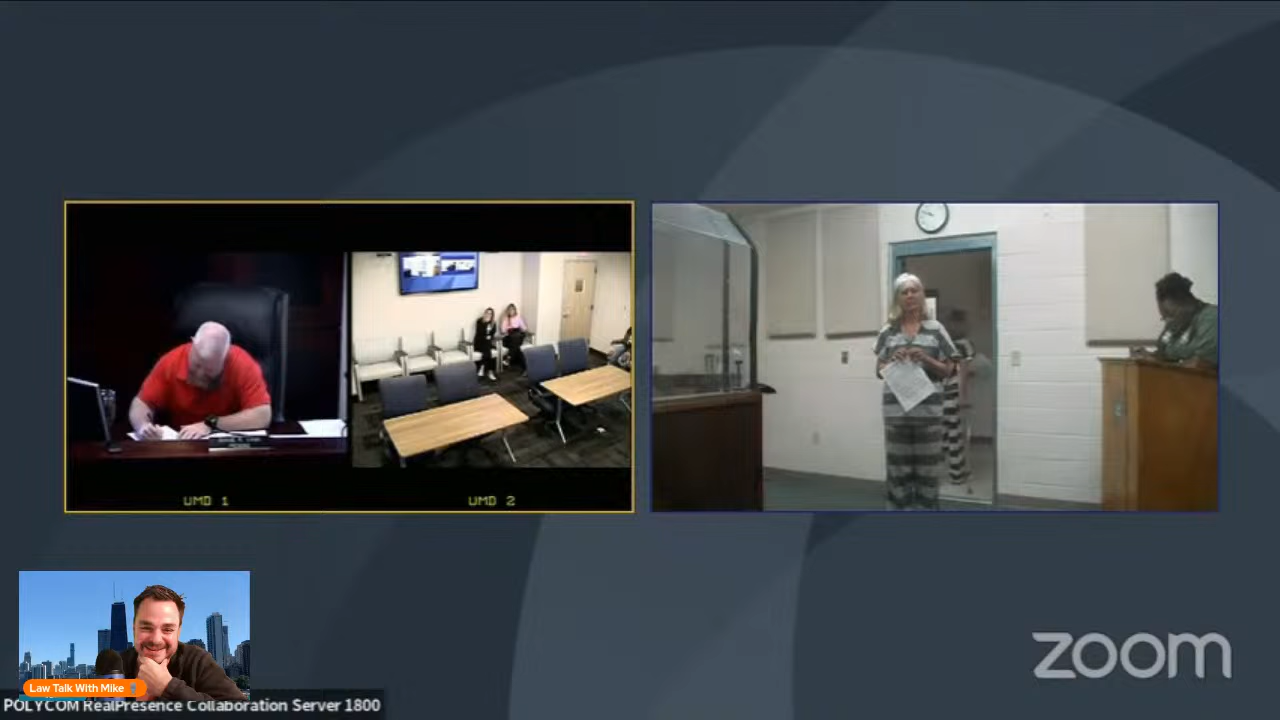 UMD 1
UMD 2
zoom
Law Talk With Mike
POLYCOM RealPresence Collaboration Server 1800